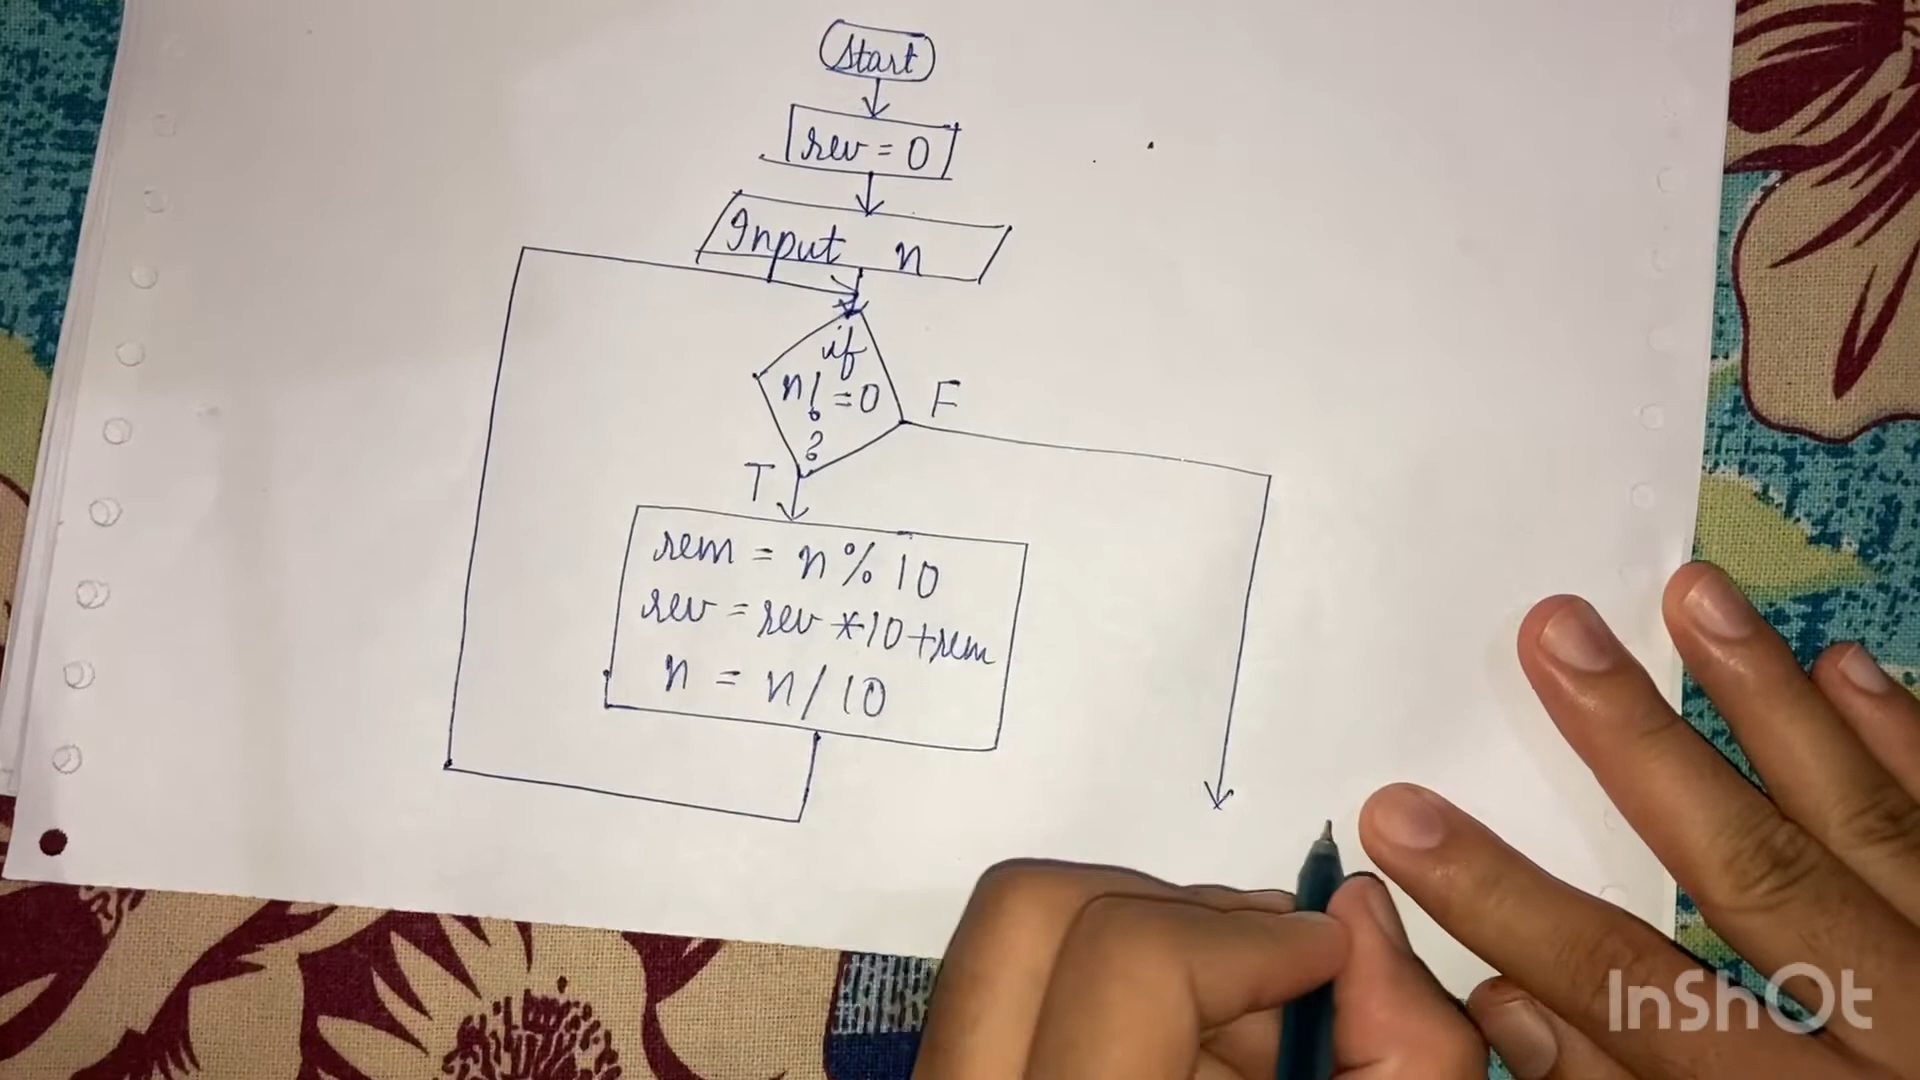 Start
rev = 0
Input n
if
n! = 0
?
F
T
rem = n % 10
rev = rev * 10 + rem
n = n / 10
InShOt